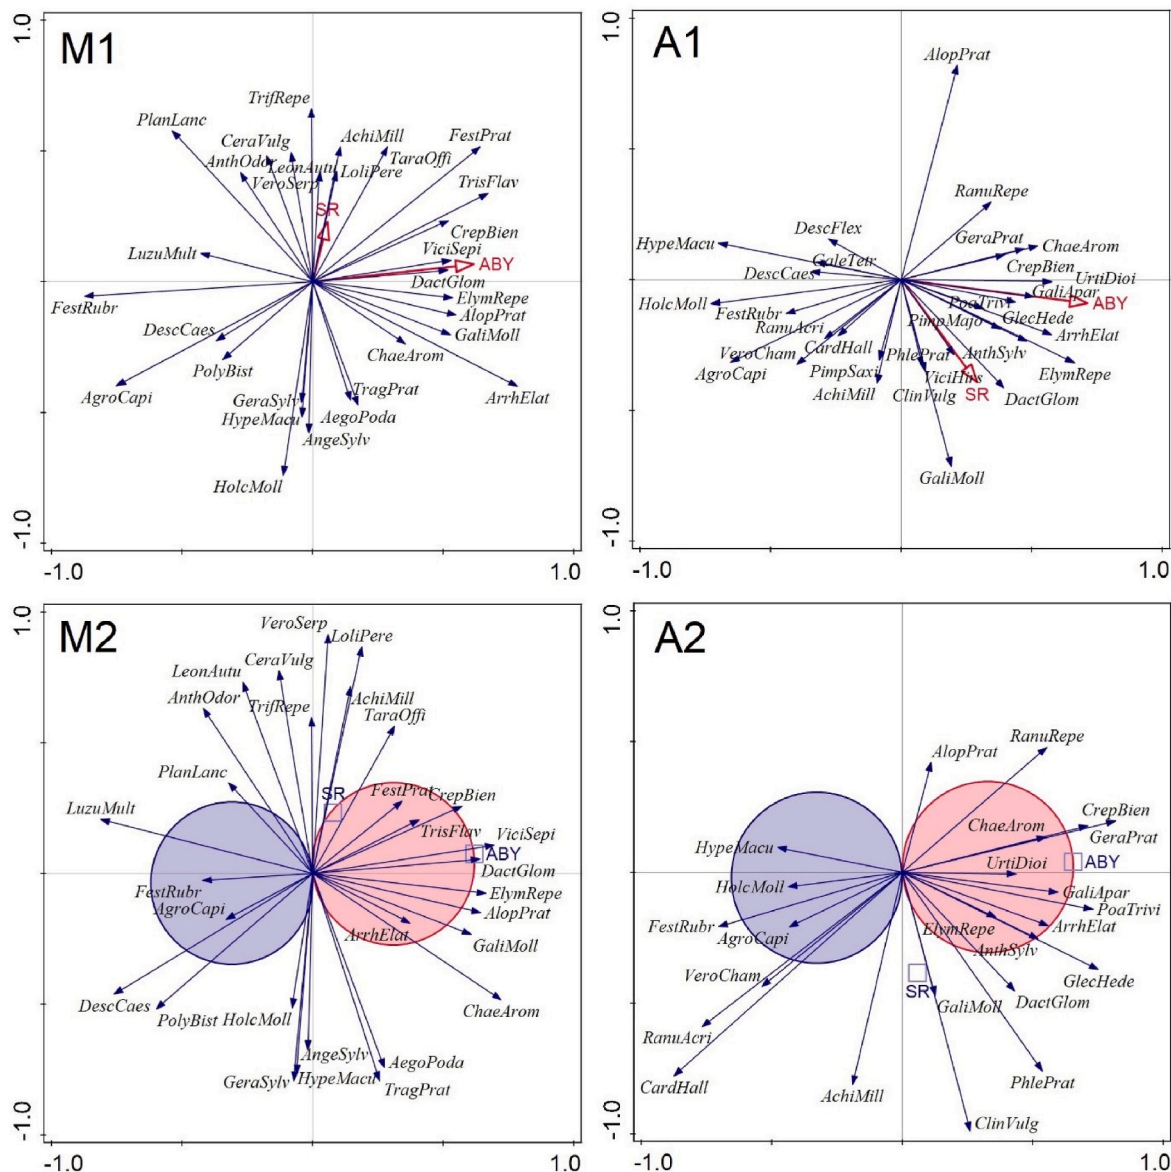 M1
1.0
TrifRepe
PlanLanc
CeraVulg
AchiMill
FestPrat
AnthOdor
LeonAutu
TaraOffi
VeroSerp
LoliPere
TrisFlav
SR
CrepBien
LuzuMult
ViciSepi
ABY
DactGlom
FestRubr
ElymRepe
AlopPrat
DescCaes
GaliMoll
ChaeArom
PolyBist
AgroCapi
GeraSylv
TragPrat
ArrhElat
HypeMacu
AegoPoda
AngeSylv
HolcMoll
-1.0
-1.0
1.0
A1
1.0
AlopPrat
RanuRepe
DescFlex
GeraPrat
HypeMacu
ChaeArom
GaleTetr
CrepBien
DescCaes
UrtiDioi
HolcMoll
PoaTrivi
GaliApar
ABY
FestRubr
PimpMajo
GlecHede
RanuAcri
CardHall
ArrhElat
VeroCham
PhlePrat
AnthSylv
AgroCapi
PimpSaxi
ViciHirs
ElymRepe
AchiMill
ClinVulg
SR
DactGlom
GaliMoll
-1.0
-1.0
1.0
M2
1.0
VeroSerp
LoliPere
CeraVulg
LeonAutu
AnthOdor
TrifRepe
AchiMill
TaraOffi
PlanLanc
FestPrat
SR
CrepBien
LuzuMult
TrisFlav
ViciSepi
ABY
DactGlom
FestRubr
ElymRepe
AgroCapi
AlopPrat
ArrhElat
GaliMoll
DescCaes
PolyBist
HolcMoll
ChaeArom
AngeSylv
AegoPoda
GeraSylv
HypeMacu
TragPrat
-1.0
-1.0
1.0
A2
1.0
RanuRepe
AlopPrat
CrepBien
ChaeArom
GeraPrat
HypeMacu
UrtiDioi
ABY
HolcMoll
GaliApar
PoaTrivi
FestRubr
ElymRepe
ArrhElat
AgroCapi
AnthSylv
VeroCham
GlecHede
SR
GaliMoll
DactGlom
RanuAcri
CardHall
AchiMill
PhlePrat
ClinVulg
-1.0
-1.0
1.0